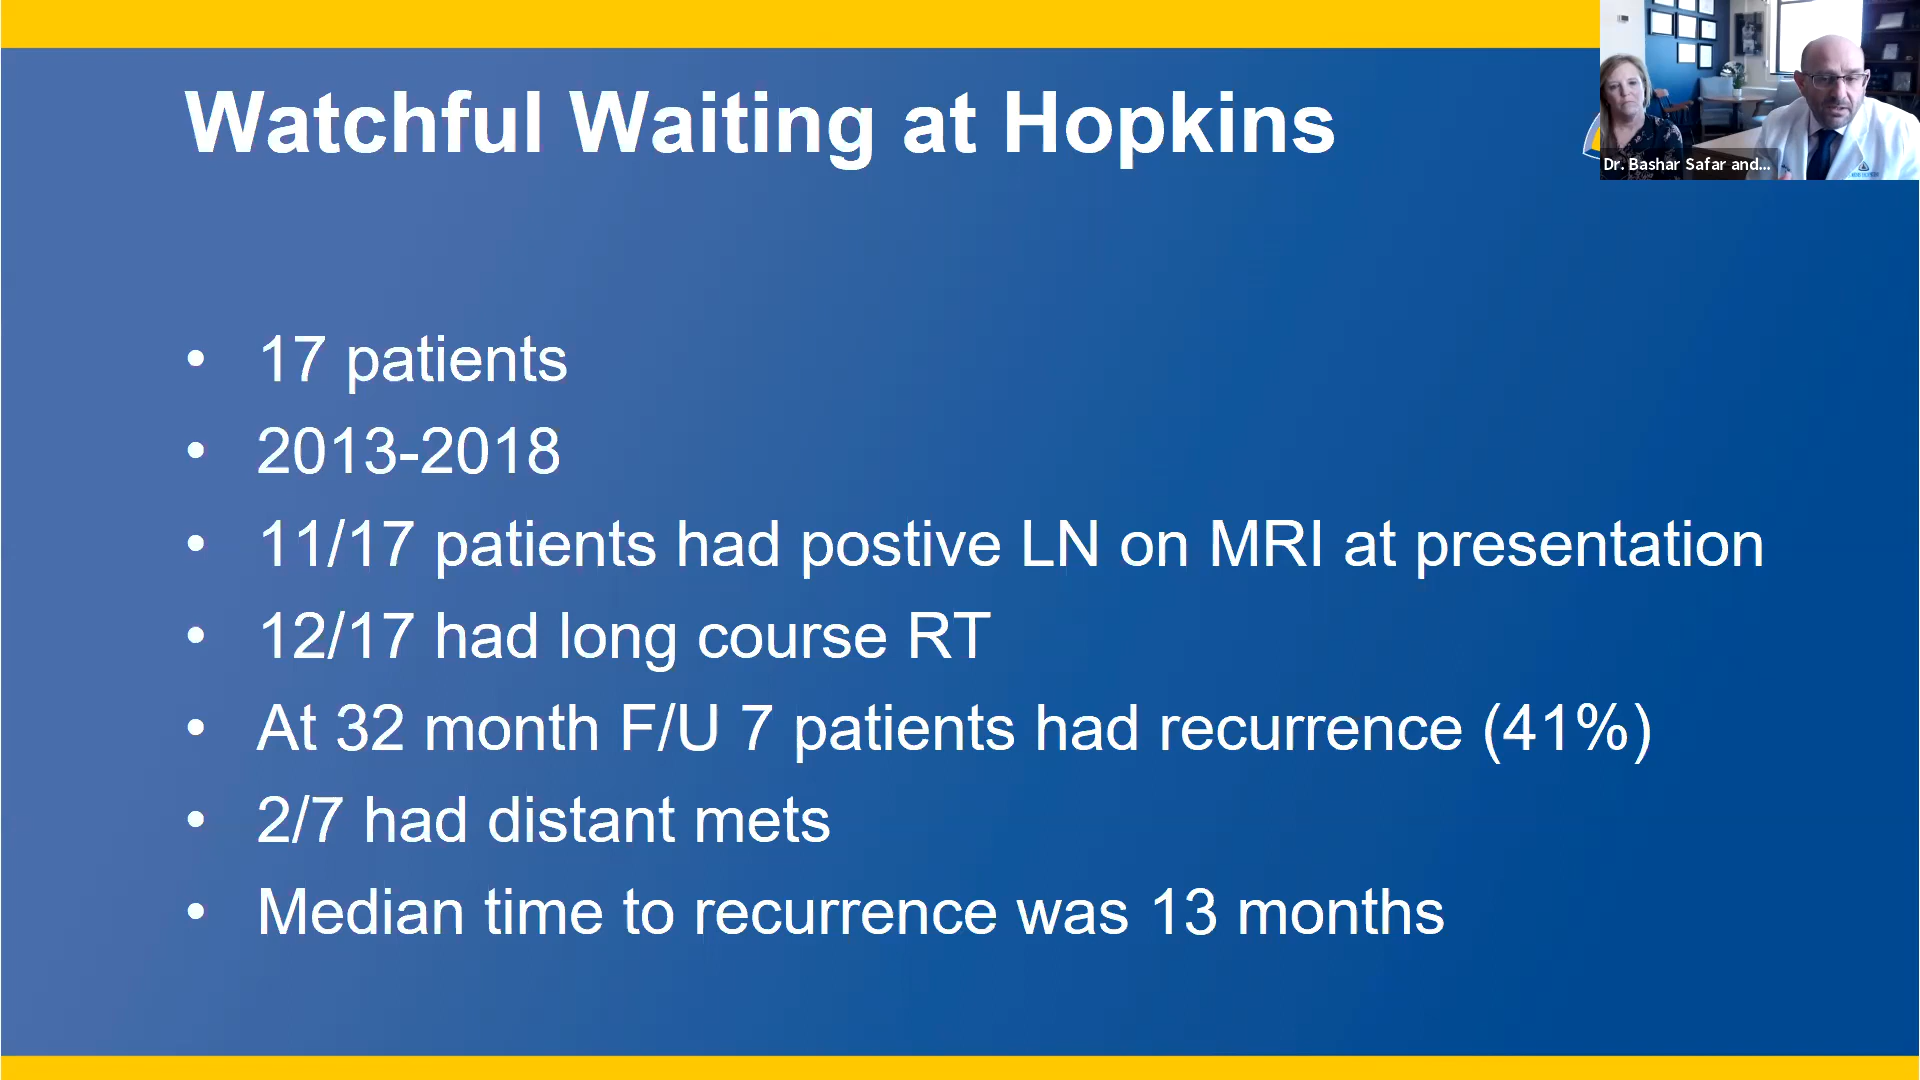 Watchful Waiting at Hopkins
Dr. Bashar Safar and...
• 17 patients
• 2013-2018
• 11/17 patients had postive LN on MRI at presentation
• 12/17 had long course RT
• At 32 month F/U 7 patients had recurrence (41%)
• 2/7 had distant mets
• Median time to recurrence was 13 months